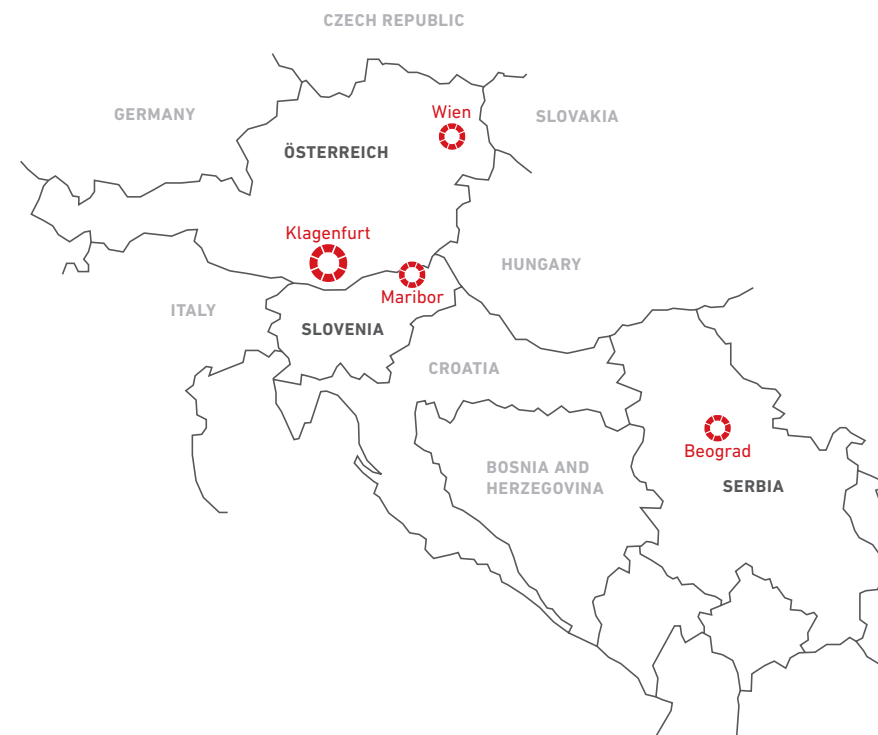 CZECH REPUBLIC
GERMANY
Wien
SLOVAKIA
ÖSTERREICH
Klagenfurt
HUNGARY
Maribor
ITALY
SLOVENIA
CROATIA
Beograd
BOSNIA AND
HERZEGOVINA
SERBIA